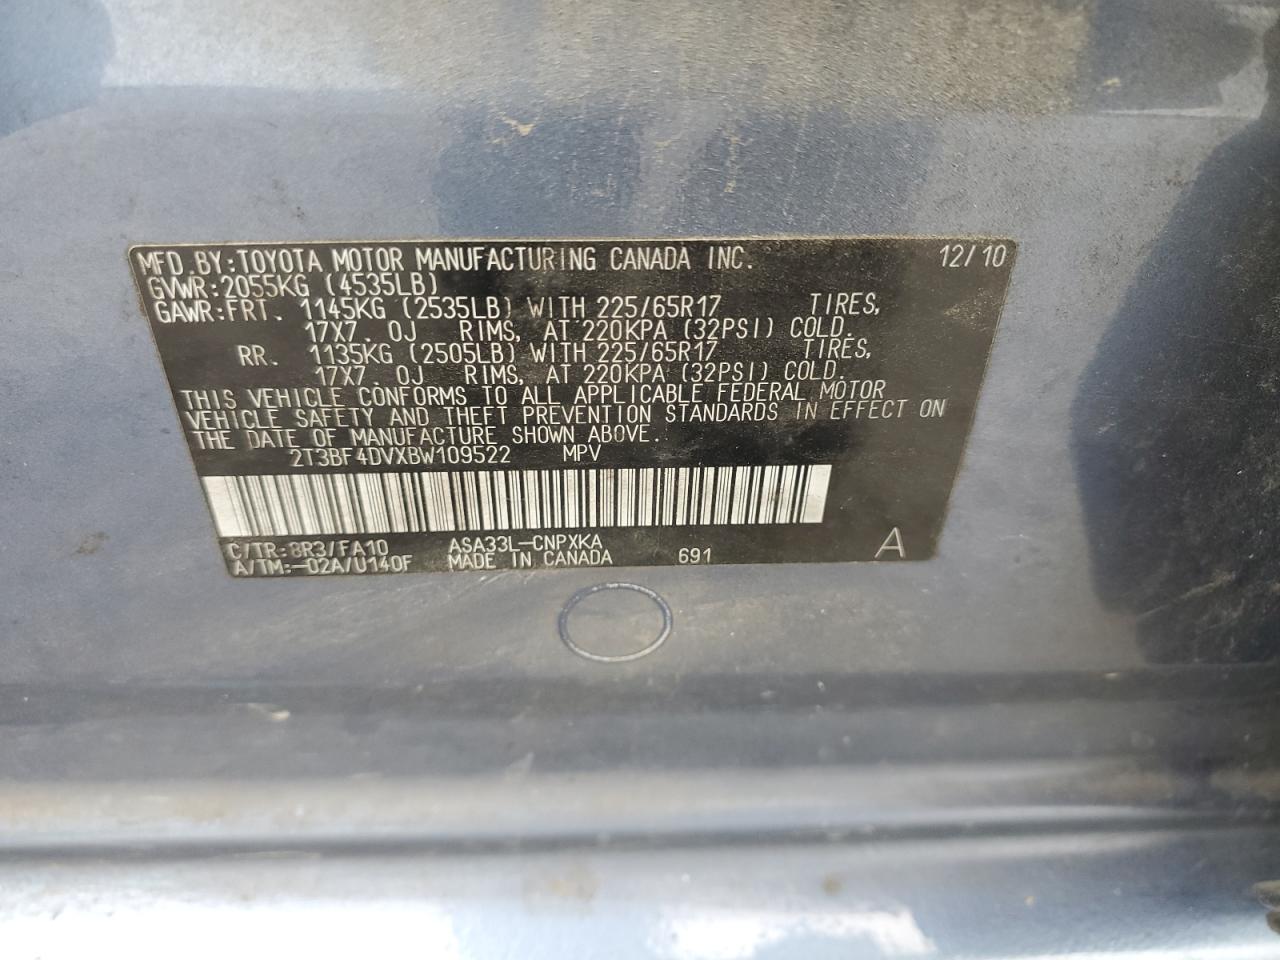 MFD.BY:TOYOTA MOTOR MANUFACTURING CANADA INC. 12/10
GVWR:2055KG (4535LB)
GAWR:FRT. 1145KG (2535LB) WITH 225/65R17 TIRES,
17X7.0J RIMS, AT 220KPA (32PSI) COLD.
RR. 1135KG (2505LB) WITH 225/65R17 TIRES,
17X7.0J RIMS, AT 220KPA (32PSI) COLD.
THIS VEHICLE CONFORMS TO ALL APPLICABLE FEDERAL MOTOR
VEHICLE SAFETY AND THEFT PREVENTION STANDARDS IN EFFECT ON
THE DATE OF MANUFACTURE SHOWN ABOVE.
2T3BF4DVXBW109522 MPV
C/TR:8R3/FA10 ASA33L-CNPXKA
A/TM:-02A/U140F MADE IN CANADA 691 A